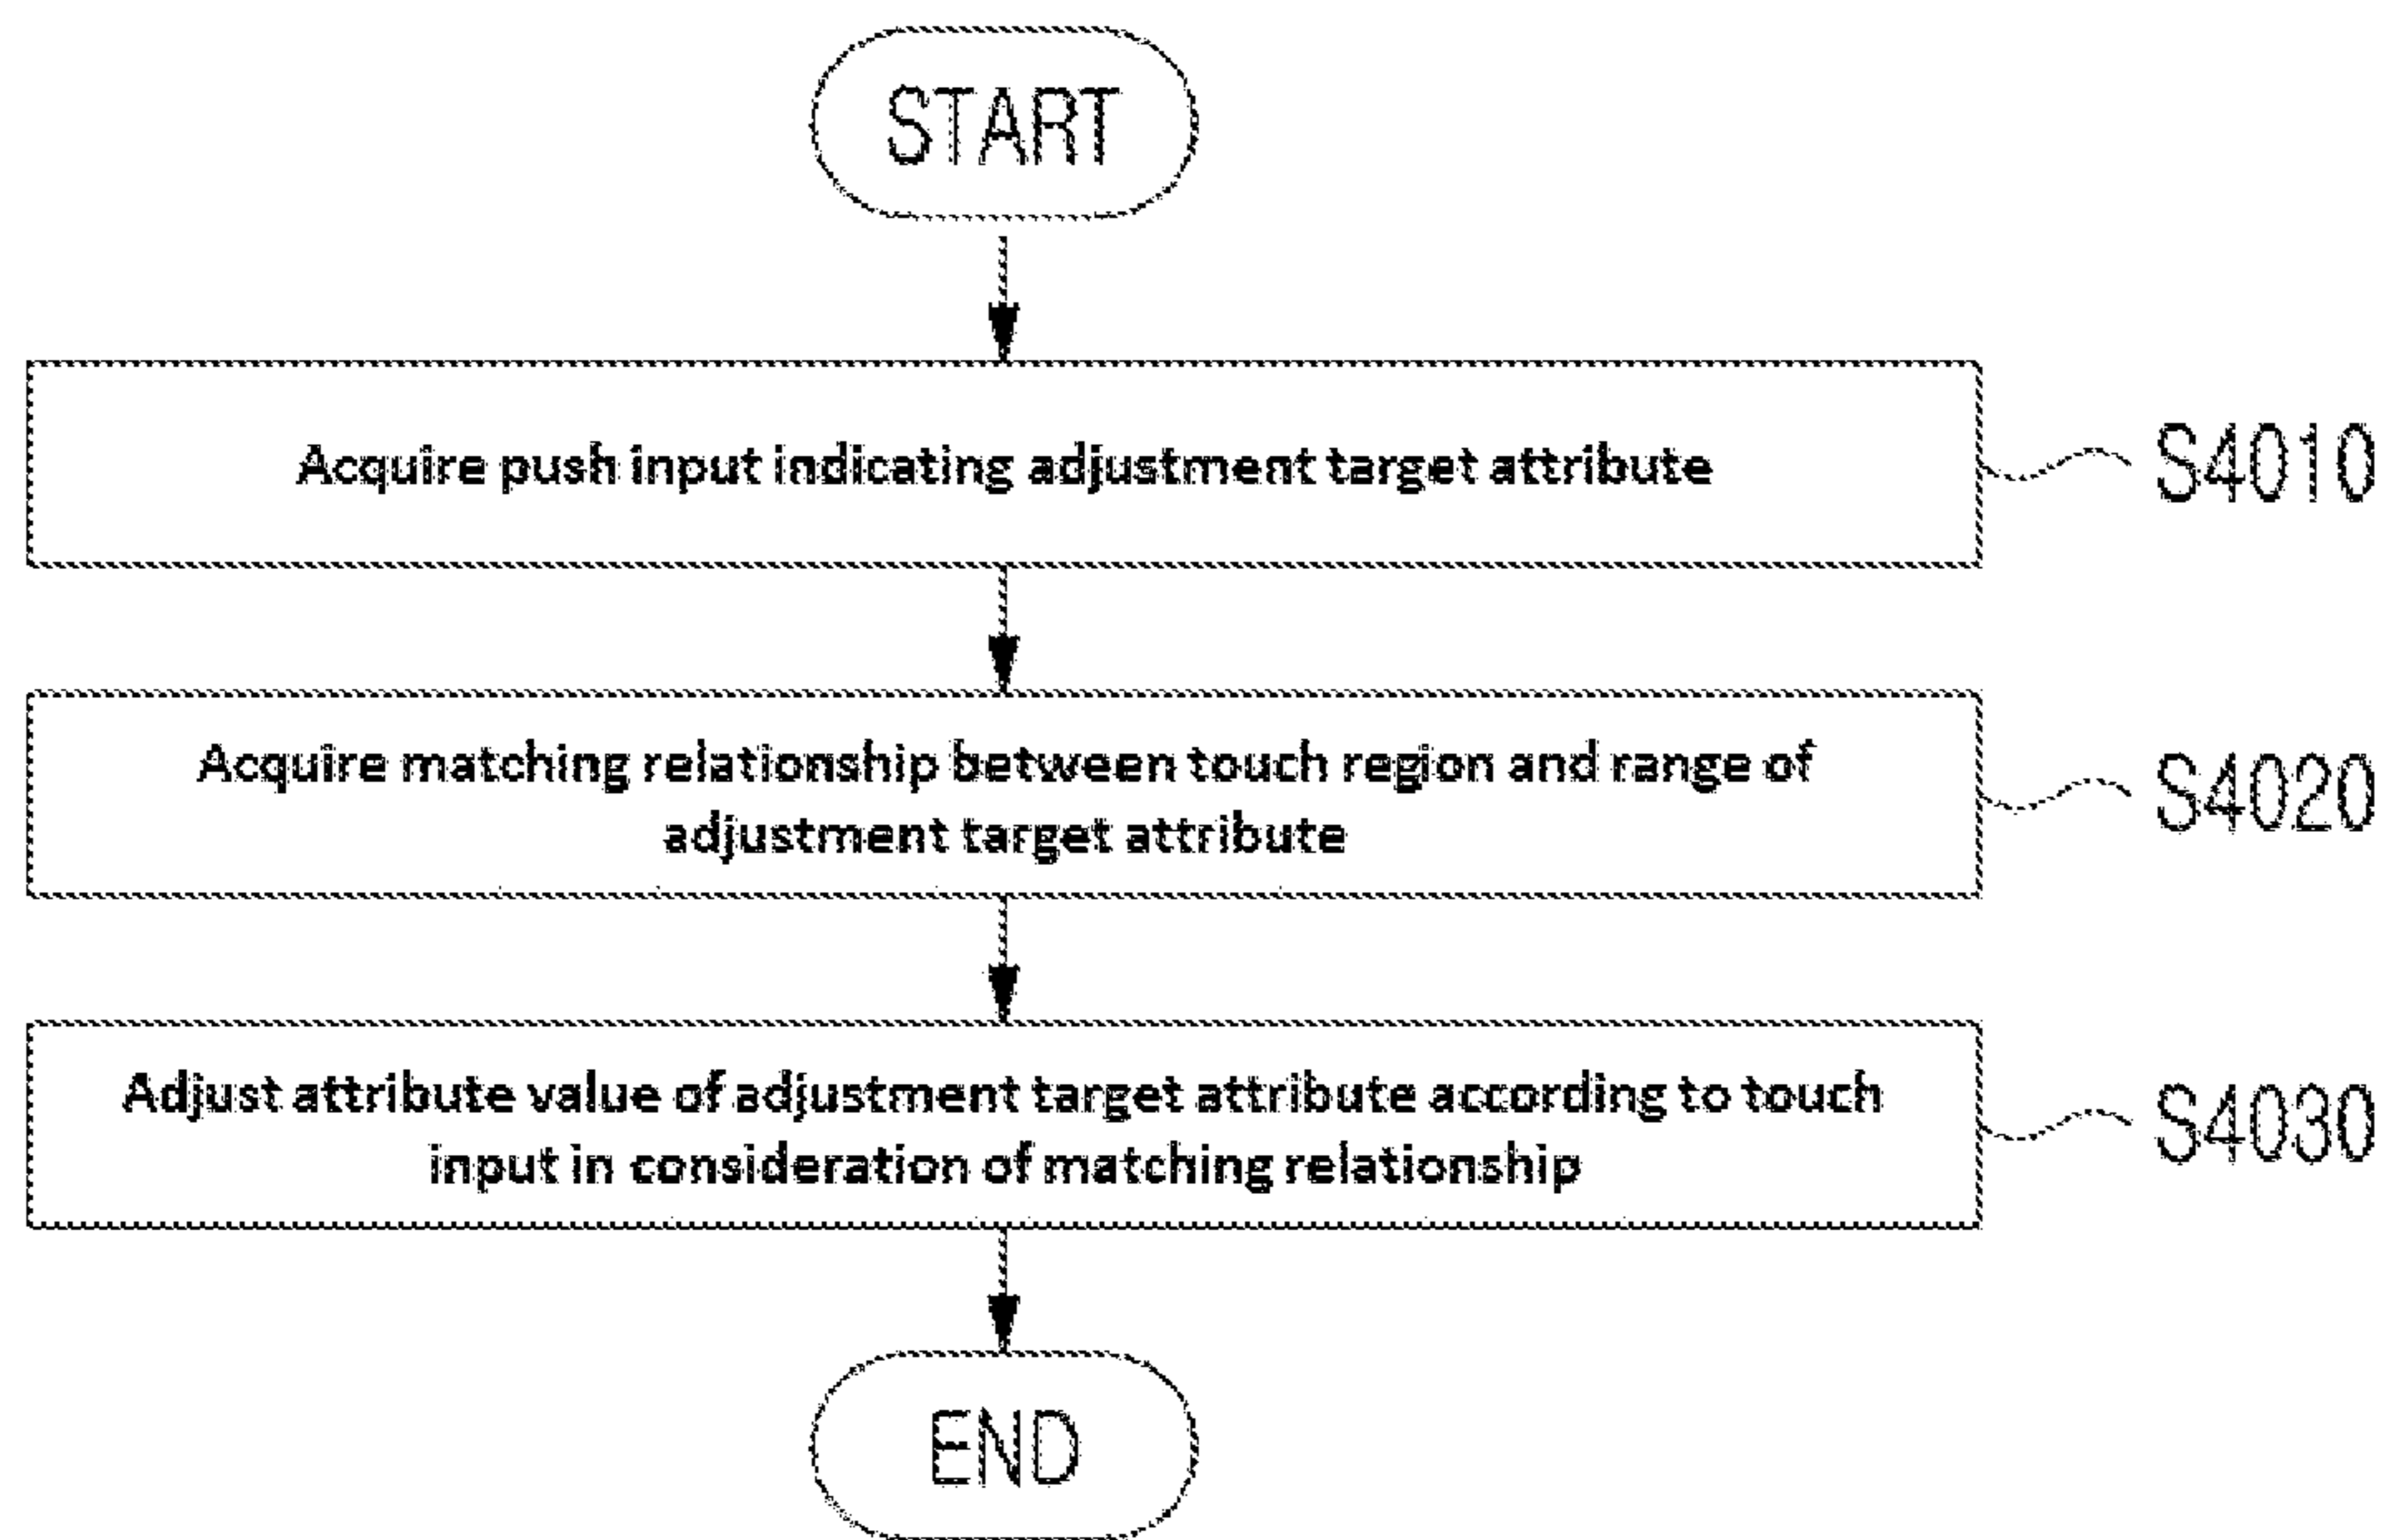 START
Acquire push input indicating adjustment target attribute
S4010
Acquire matching relationship between touch region and range of
adjustment target attribute
S4020
Adjust attribute value of adjustment target attribute according to touch
input in consideration of matching relationship
S4030
END